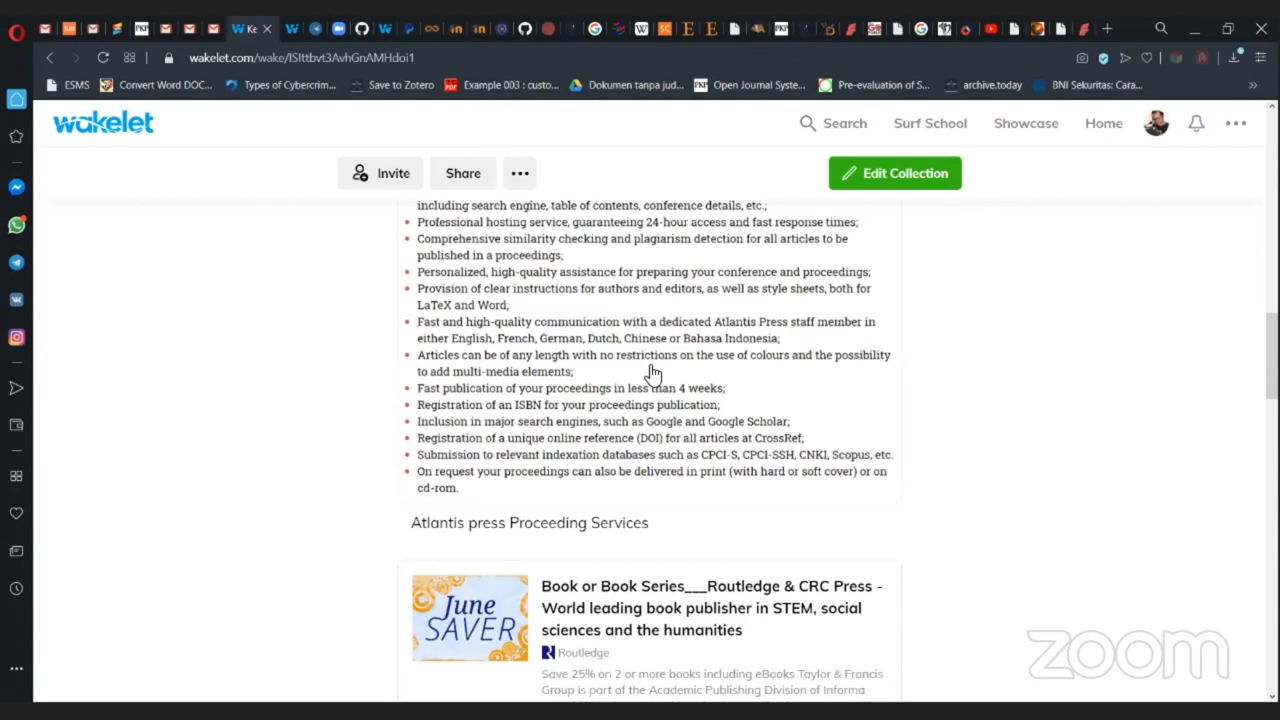 Ke
wakelet.com/wake/ISIttbvt3AvhGnAMHdoi1
ESMS
Convert Word DOC...
Types of Cybercrim...
Save to Zotero
Example 003 : custo...
Dokumen tanpa jud...
Open Journal Syste...
Pre-evaluation of S...
archive.today
BNI Sekuritas: Cara...
wakelet
Search
Surf School
Showcase
Home
Invite
Share
Edit Collection
including search engine, table of contents, conference details, etc.;
Professional hosting service, guaranteeing 24-hour access and fast response times;
Comprehensive similarity checking and plagiarism detection for all articles to be
published in a proceedings;
Personalized, high-quality assistance for preparing your conference and proceedings;
Provision of clear instructions for authors and editors, as well as style sheets, both for
LaTeX and Word;
Fast and high-quality communication with a dedicated Atlantis Press staff member in
either English, French, German, Dutch, Chinese or Bahasa Indonesia;
Articles can be of any length with no restrictions on the use of colours and the possibility
to add multi-media elements;
Fast publication of your proceedings in less than 4 weeks;
Registration of an ISBN for your proceedings publication;
Inclusion in major search engines, such as Google and Google Scholar;
Registration of a unique online reference (DOI) for all articles at CrossRef;
Submission to relevant indexation databases such as CPCI-S, CPCI-SSH, CNKI, Scopus, etc.
On request your proceedings can also be delivered in print (with hard or soft cover) or on
cd-rom.
Atlantis press Proceeding Services
June
SAVER
Book or Book Series___Routledge & CRC Press -
World leading book publisher in STEM, social
sciences and the humanities
Routledge
Save 25% on 2 or more books including eBooks Taylor & Francis
Group is part of the Academic Publishing Division of Informa
zoom